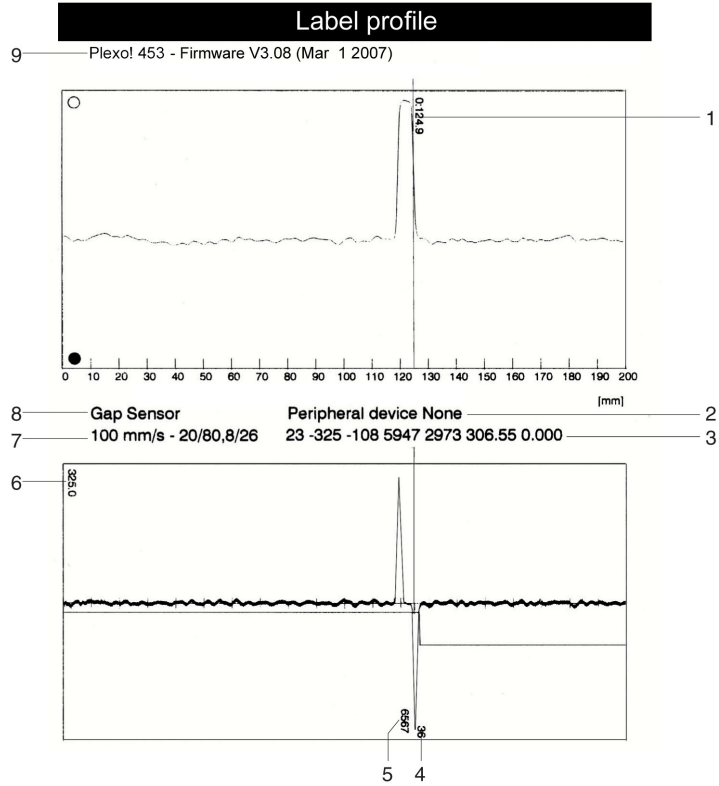 Label profile
9 Plexo! 453 - Firmware V3.08 (Mar 1 2007)
0:124.9
1
0 10 20 30 40 50 60 70 80 90 100 110 120 130 140 150 160 170 180 190 200
[mm]
8 Gap Sensor Peripheral device None 2
7 100 mm/s - 20/80,8/26 23 -325 -108 5947 2973 306.55 0.000 3
6 325.0
6567
36
5 4